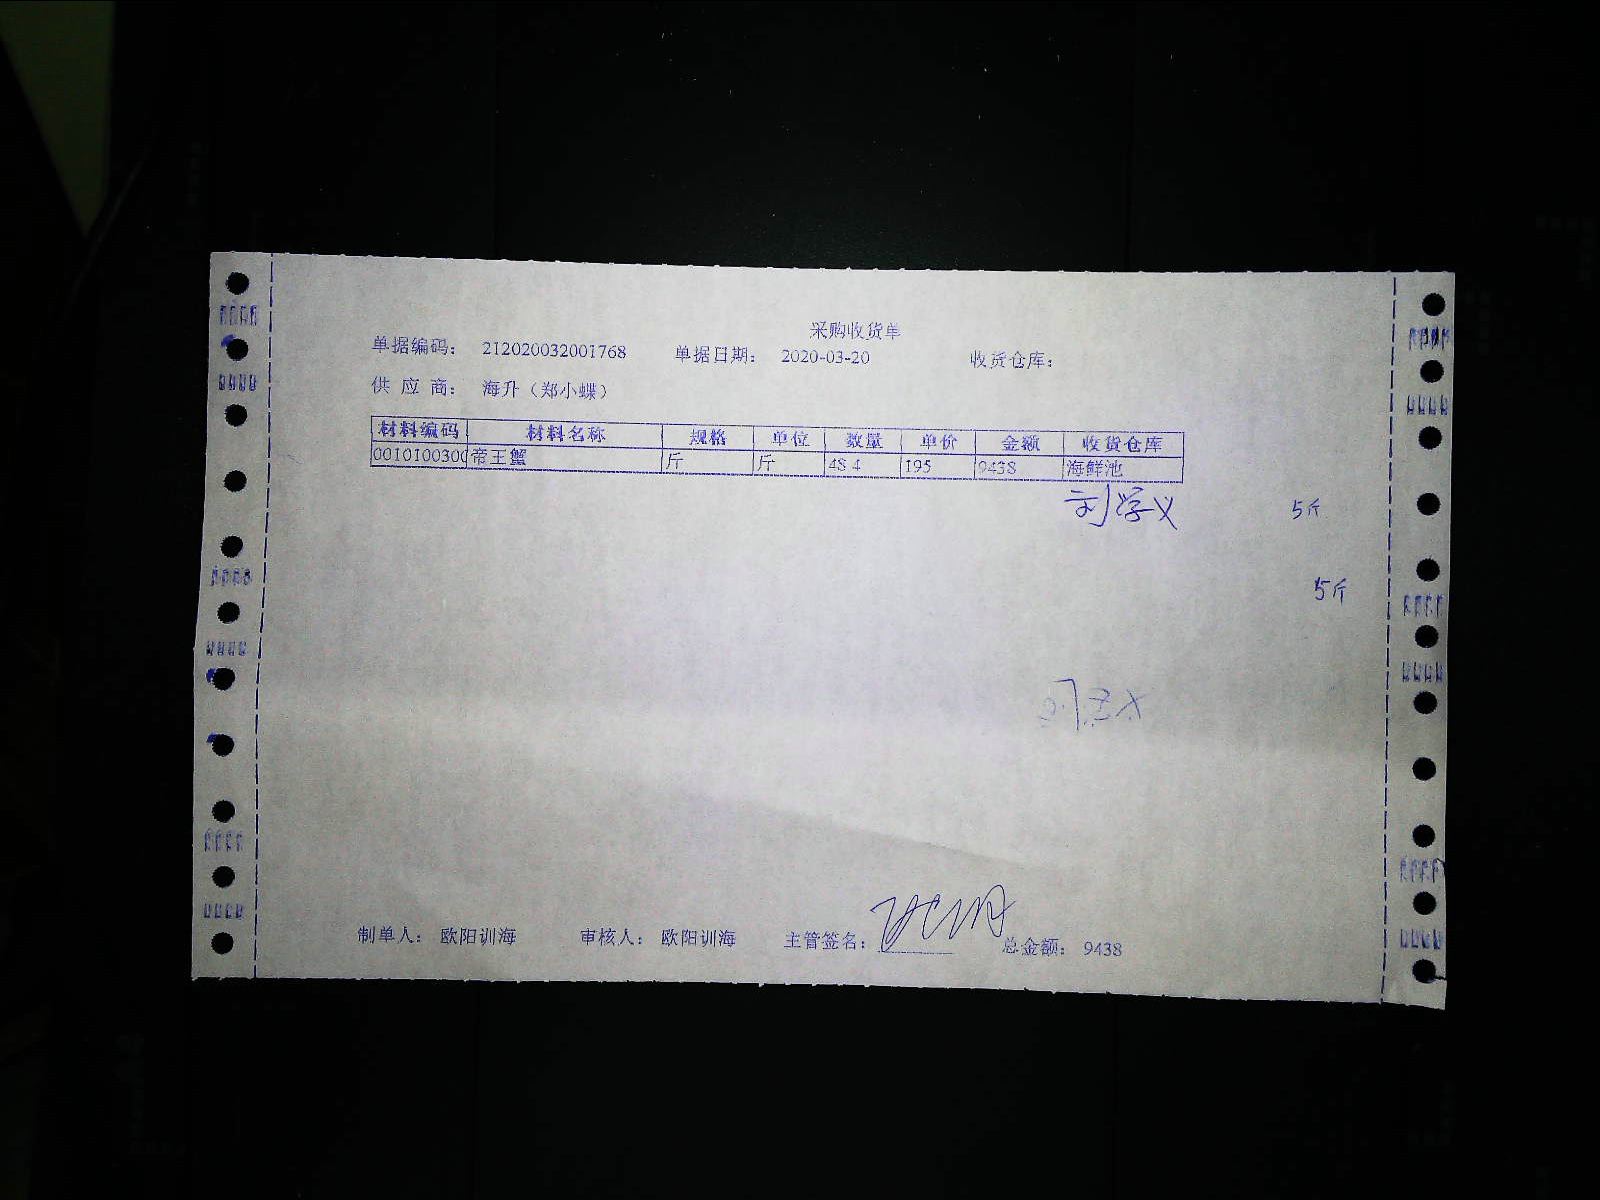 采购收货单
单据编码： 212020032001768 单据日期： 2020-03-20 收货仓库：
供 应 商： 海升（郑小蝶）
材料编码 材料名称 规格 单位 数量 单价 金额 收货仓库
0010100300 帝王蟹 斤 斤 48.4 195 9438 海鲜池
刘学义 5斤
5斤
制单人： 欧阳训海 审核人： 欧阳训海 主管签名： 总金额： 9438